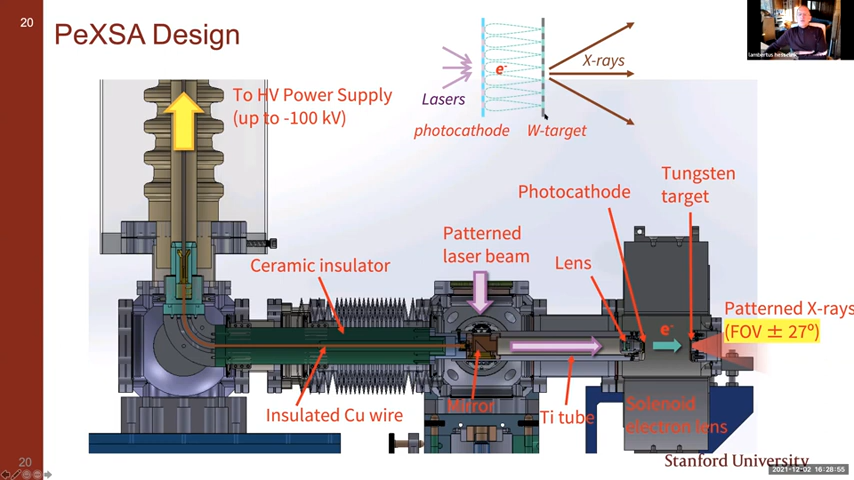 20
PeXSA Design
To HV Power Supply
(up to -100 kV)
Lasers
e-
X-rays
photocathode
W-target
Ceramic insulator
Patterned
laser beam
Photocathode
Lens
Tungsten
target
Patterned X-rays
(FOV ± 27º)
e-
Insulated Cu wire
Mirror
Ti tube
Solenoid
electron lens
20
Stanford University
2021-12-02 16:28:55